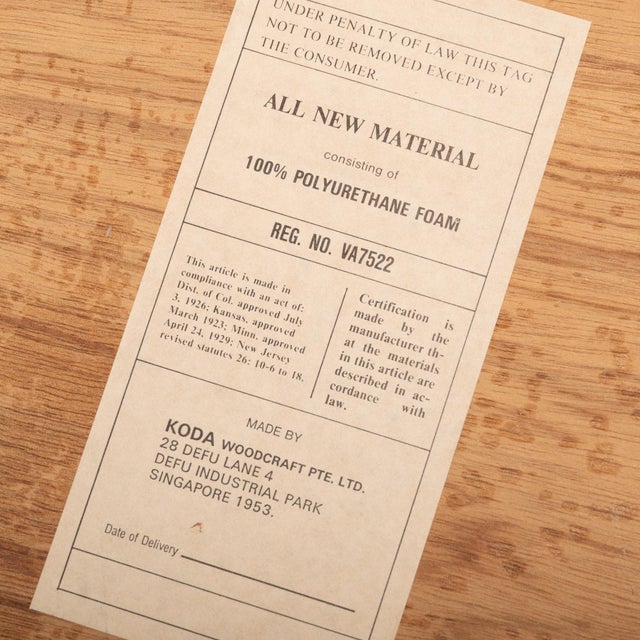 UNDER PENALTY OF LAW THIS TAG
NOT TO BE REMOVED EXCEPT BY
THE CONSUMER.
ALL NEW MATERIAL
consisting of
100% POLYURETHANE FOAM
REG. NO. VA7522
This article is made in
compliance with an act of:
Dist. of Col. approved July
3, 1926; Kansas, approved
March 1923; Minn. approved
April 24, 1929; New Jersey
revised statutes 26: 10-6 to 18.
Certification is
made by the
manufacturer th-
at the materials
in this article are
described in ac-
cordance with
law.
MADE BY
KODA WOODCRAFT PTE. LTD.
28 DEFU LANE 4
DEFU INDUSTRIAL PARK
SINGAPORE 1953.
Date of Delivery